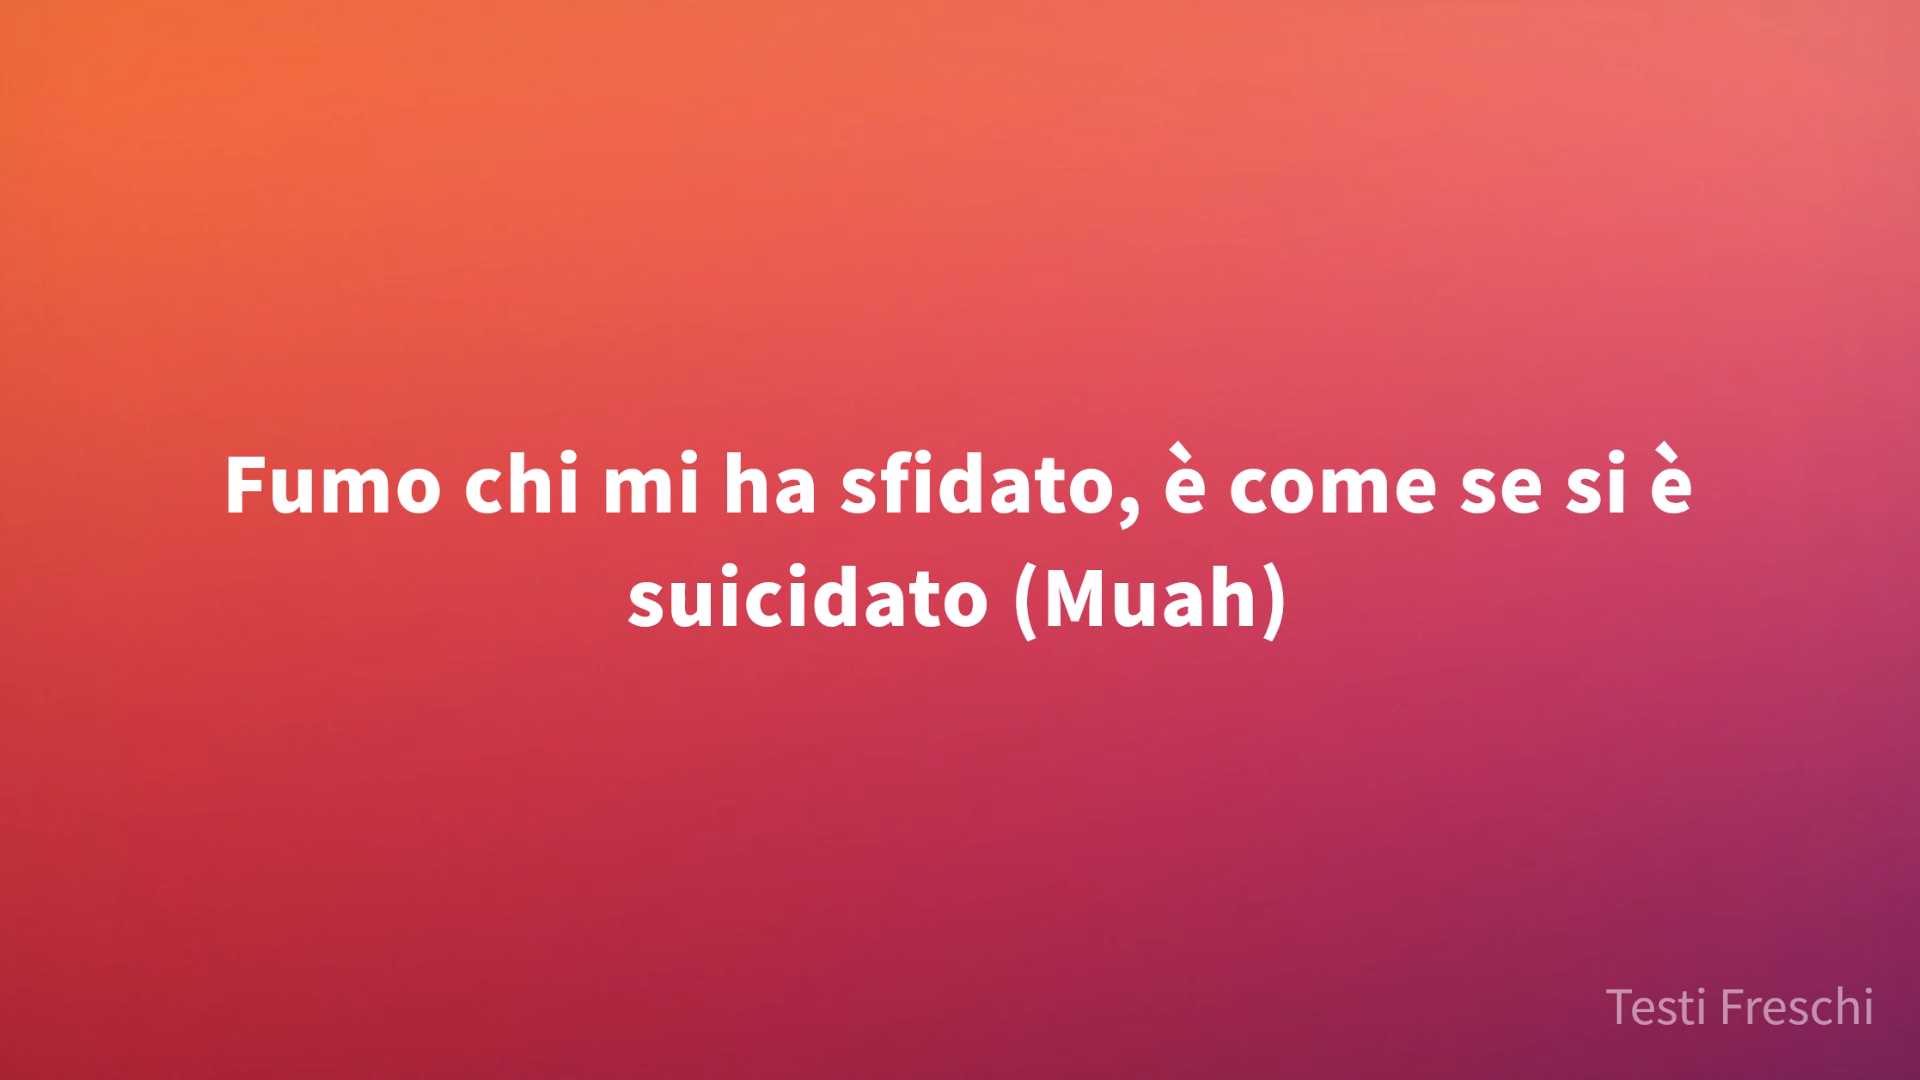 Fumo chi mi ha sfidato, è come se si è
suicidato (Muah)
Testi Freschi